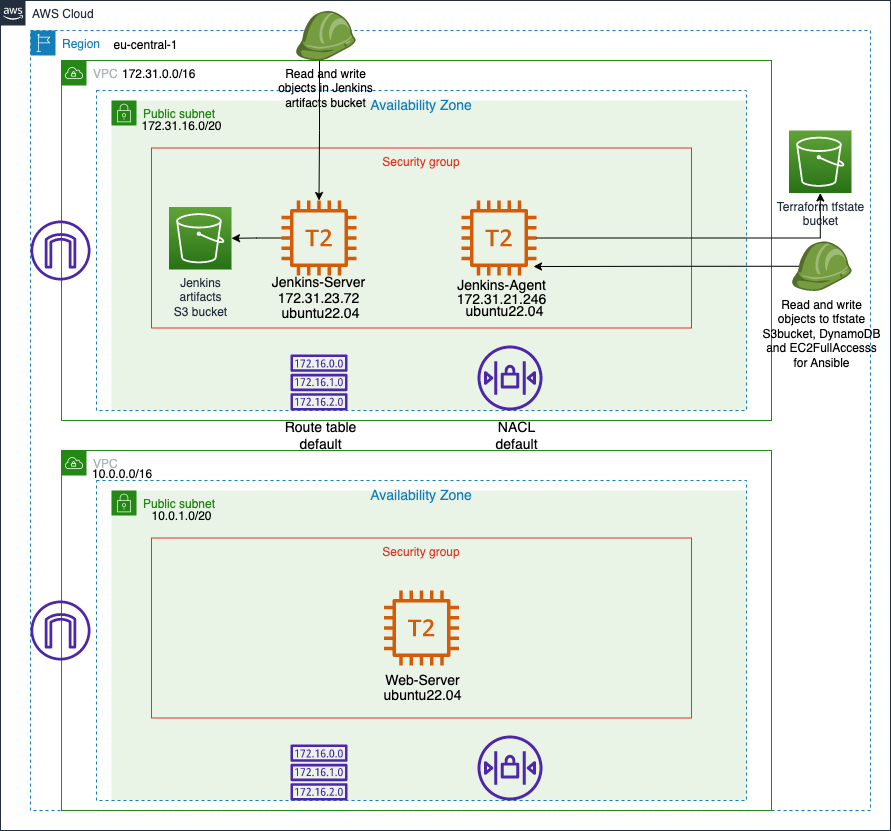 aws
AWS Cloud
Region eu-central-1
VPC 172.31.0.0/16
Read and write
objects in Jenkins
artifacts bucket
Availability Zone
Public subnet
172.31.16.0/20
Security group
T2
T2
Jenkins
artifacts
S3 bucket
Jenkins-Server
172.31.23.72
ubuntu22.04
Jenkins-Agent
172.31.21.246
ubuntu22.04
Terraform tfstate
bucket
Read and write
objects to tfstate
S3bucket, DynamoDB
and EC2FullAccesss
for Ansible
172.16.0.0
172.16.1.0
172.16.2.0
Route table
default
NACL
default
VPC
10.0.0.0/16
Availability Zone
Public subnet
10.0.1.0/20
Security group
T2
Web-Server
ubuntu22.04
172.16.0.0
172.16.1.0
172.16.2.0